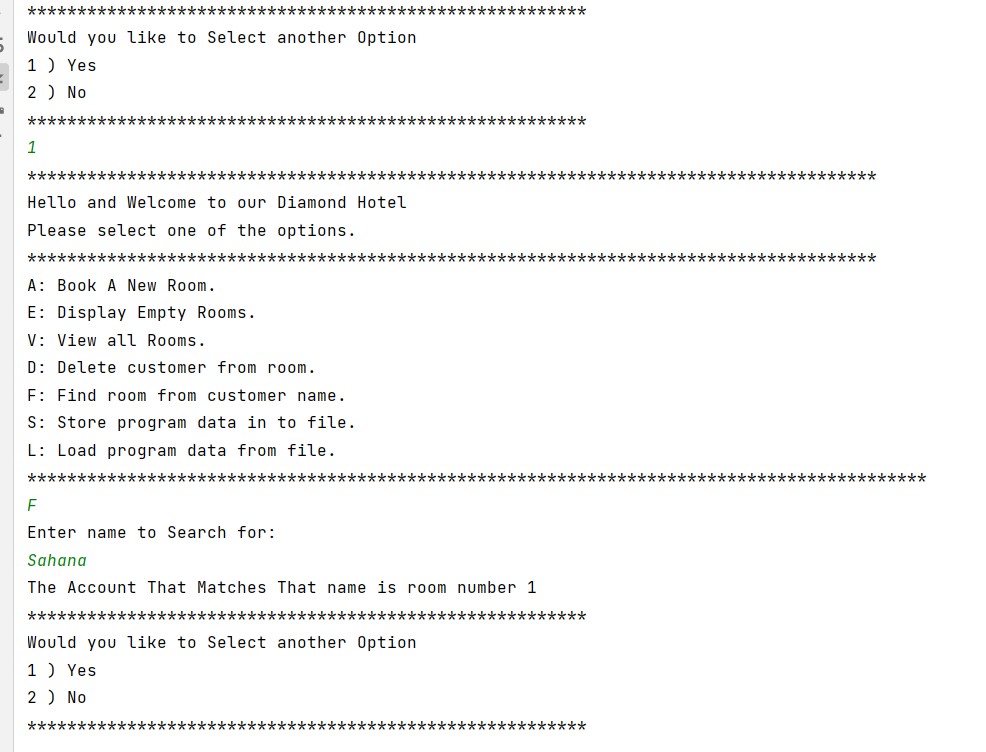 ********************************************************
Would you like to Select another Option
1 ) Yes
2 ) No
********************************************************
1
*************************************************************************************
Hello and Welcome to our Diamond Hotel
Please select one of the options.
*************************************************************************************
A: Book A New Room.
E: Display Empty Rooms.
V: View all Rooms.
D: Delete customer from room.
F: Find room from customer name.
S: Store program data in to file.
L: Load program data from file.
******************************************************************************************
F
Enter name to Search for:
Sahana
The Account That Matches That name is room number 1
********************************************************
Would you like to Select another Option
1 ) Yes
2 ) No
********************************************************